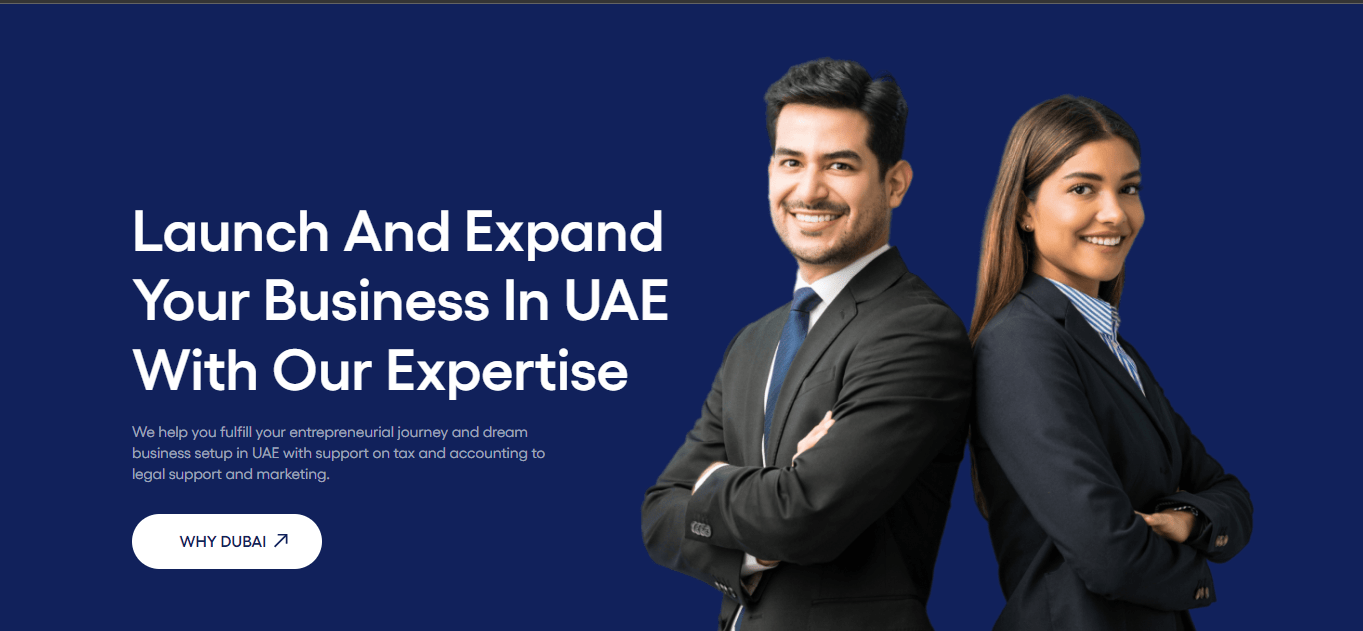 Launch And Expand
Your Business In UAE
With Our Expertise
We help you fulfill your entrepreneurial journey and dream
business setup in UAE with support on tax and accounting to
legal support and marketing.
WHY DUBAI